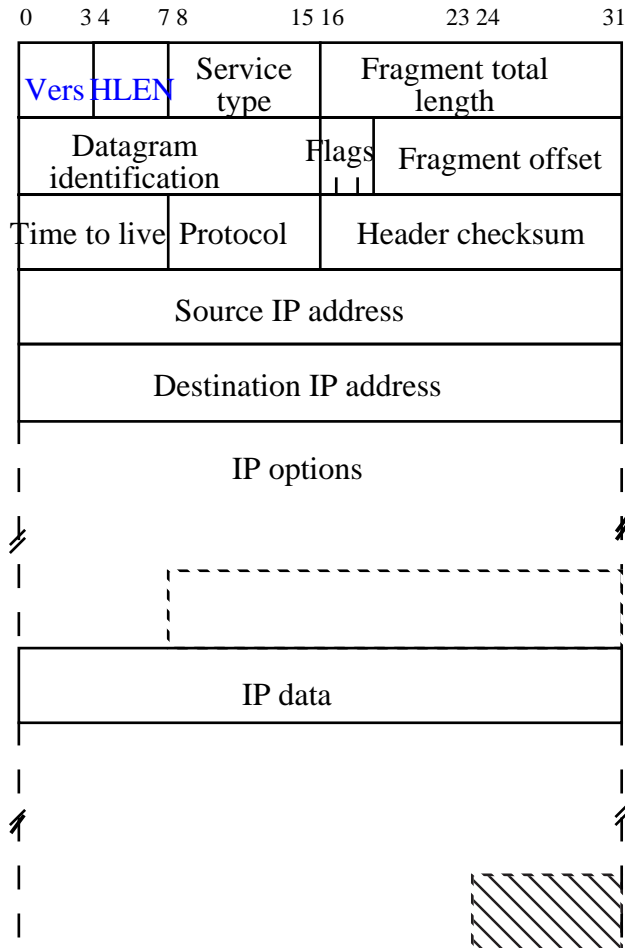 0 3 4 7 8 15 16 23 24 31
Vers HLEN Service type Fragment total length
Datagram identification Flags Fragment offset
Time to live Protocol Header checksum
Source IP address
Destination IP address
IP options
IP data